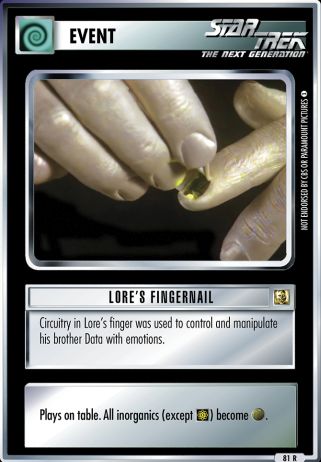 EVENT
STAR TREK
THE NEXT GENERATION
NOT ENDORSED BY CBS OR PARAMOUNT PICTURES
LORE'S FINGERNAIL
Circuitry in Lore's finger was used to control and manipulate
his brother Data with emotions.
Plays on table. All inorganics (except ) become .
81 R